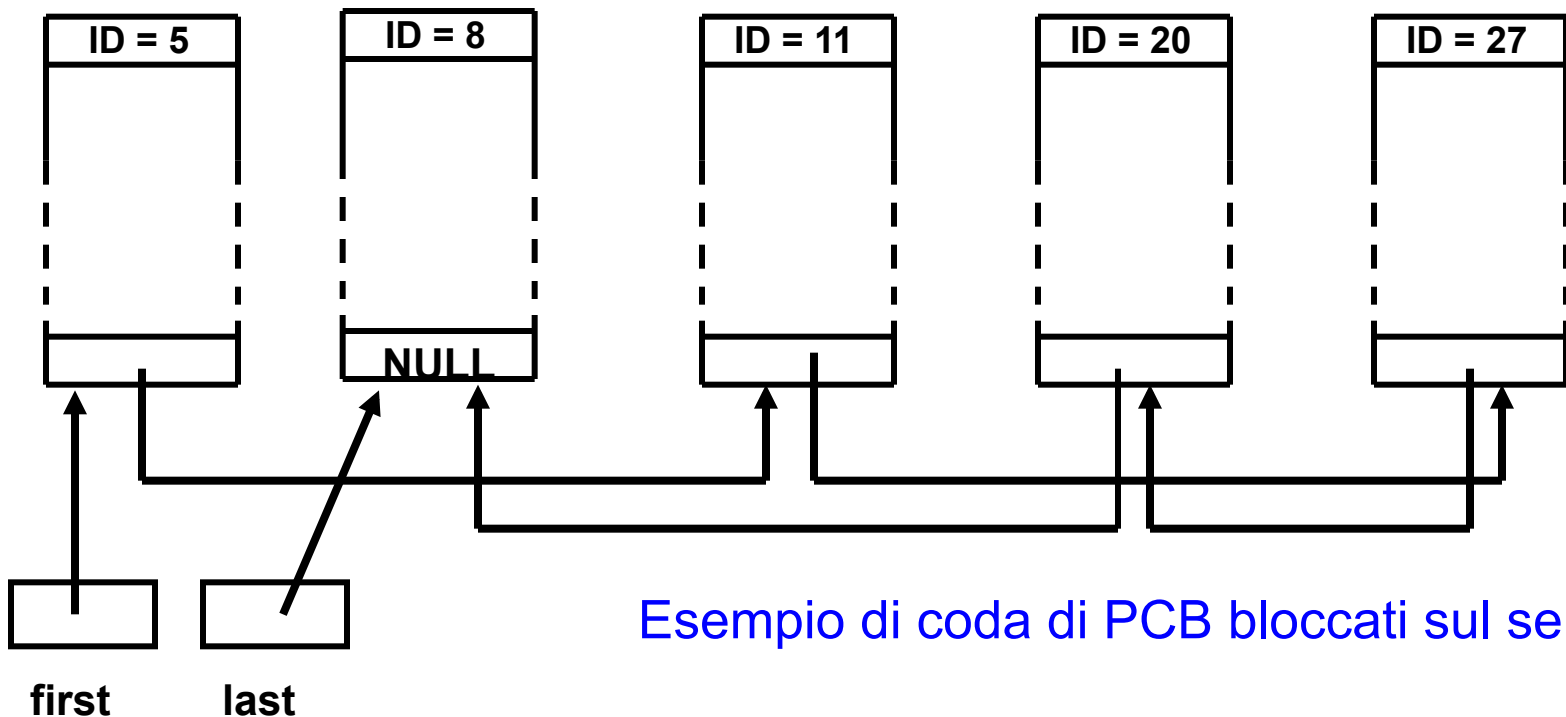 ID = 5
ID = 8
ID = 11
ID = 20
ID = 27
NULL
Esempio di coda di PCB bloccati sul se
first
last